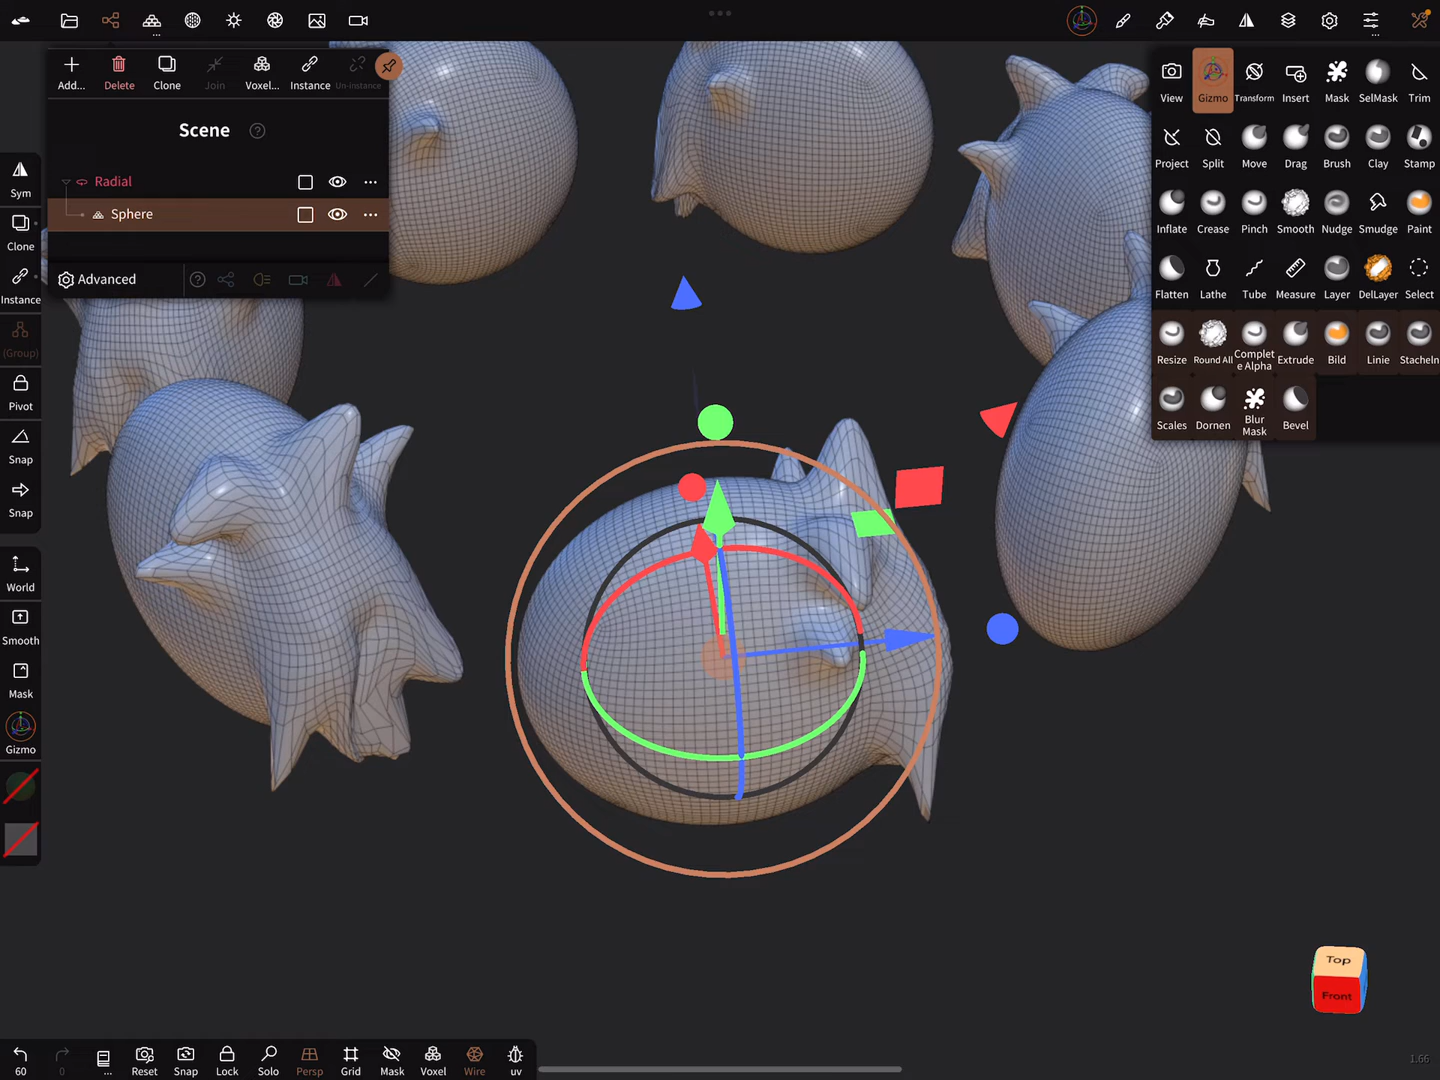 Add...
Delete
Clone
Join
Voxel...
Instance
Un-instance
Scene ?
Radial
Sphere
Advanced
?
Sym
Clone
Instance
(Group)
Pivot
Snap
Snap
World
Smooth
Mask
Gizmo
View Gizmo Transform Insert Mask SelMask Trim
Project Split Move Drag Brush Clay Stamp
Inflate Crease Pinch Smooth Nudge Smudge Paint
Flatten Lathe Tube Measure Layer DelLayer Select
Resize Round All Complet
e Alpha Extrude Bild Linie Stacheln
Scales Dornen Blur
Mask Bevel
Top
Front
60 0 ... Reset Snap Lock Solo Persp Grid Mask Voxel Wire uv
1.66